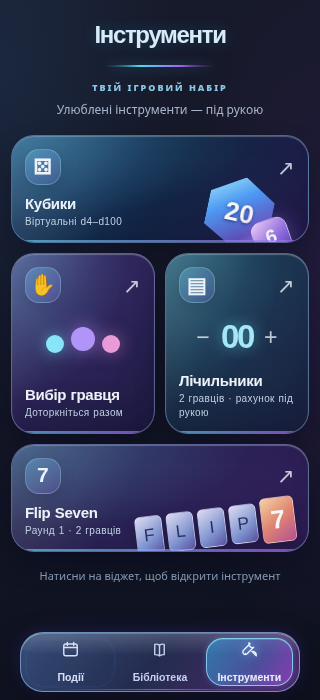 Інструменти
ТВІЙ ІГРОВИЙ НАБІР
Улюблені інструменти — під рукою
Кубики
Віртуальні d4–d100
20
6
Вибір гравця
Доторкніться разом
− 00 +
Лічильники
2 гравців · рахунок під
рукою
7
Flip Seven
Раунд 1 · 2 гравців
F L I P 7
Натисни на віджет, щоб відкрити інструмент
Події
Бібліотека
Інструменти